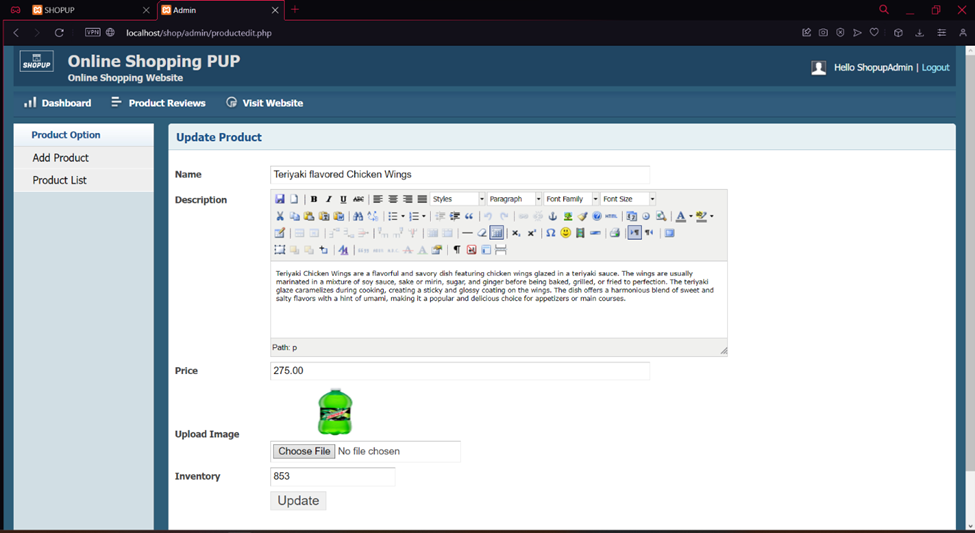 SHOPUP
Admin
VPN
localhost/shop/admin/productedit.php
SHOPUP
Online Shopping PUP
Online Shopping Website
Hello ShopupAdmin | Logout
Dashboard
Product Reviews
Visit Website
Product Option
Add Product
Product List
Update Product
Name
Teriyaki flavored Chicken Wings
Description
B I U ABC
Styles
Paragraph
Font Family
Font Size
HTML
Teriyaki Chicken Wings are a flavorful and savory dish featuring chicken wings glazed in a teriyaki sauce. The wings are usually
marinated in a mixture of soy sauce, sake or mirin, sugar, and ginger before being baked, grilled, or fried to perfection. The teriyaki
glaze caramelizes during cooking, creating a sticky and glossy coating on the wings. The dish offers a harmonious blend of sweet and
salty flavors with a hint of umami, making it a popular and delicious choice for appetizers or main courses.
Path: p
Price
275.00
Upload Image
Choose File No file chosen
Inventory
853
Update